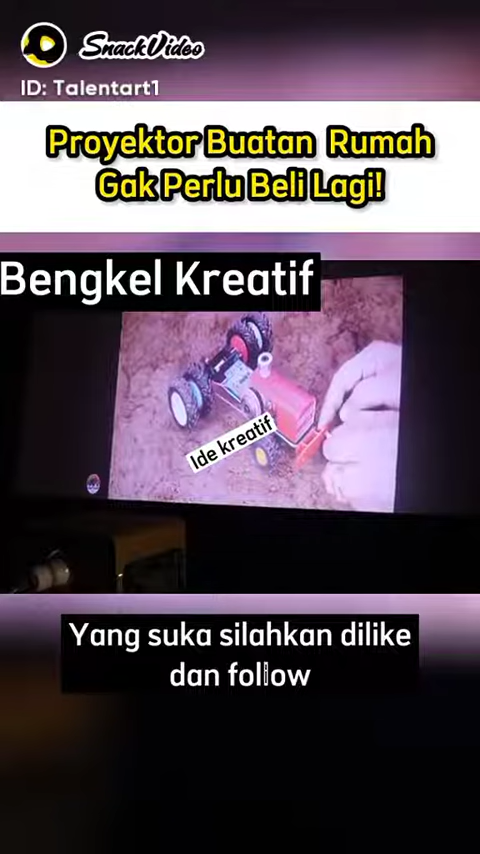 SnackVideo
ID: Talentart1
Proyektor Buatan Rumah
Gak Perlu Beli Lagi!
Bengkel Kreatif
Ide kreatif
Yang suka silahkan dilike
dan follow